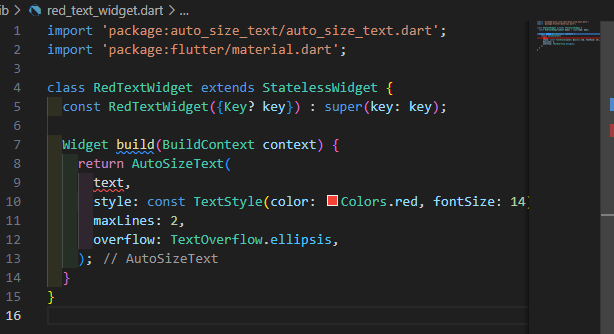 ib > red_text_widget.dart > ...
1 import 'package:auto_size_text/auto_size_text.dart';
2 import 'package:flutter/material.dart';
3
4 class RedTextWidget extends StatelessWidget {
5 const RedTextWidget({Key? key}) : super(key: key);
6
7 Widget build(BuildContext context) {
8 return AutoSizeText(
9 text,
10 style: const TextStyle(color: Colors.red, fontSize: 14)
11 maxLines: 2,
12 overflow: TextOverflow.ellipsis,
13 ); // AutoSizeText
14 }
15 }
16